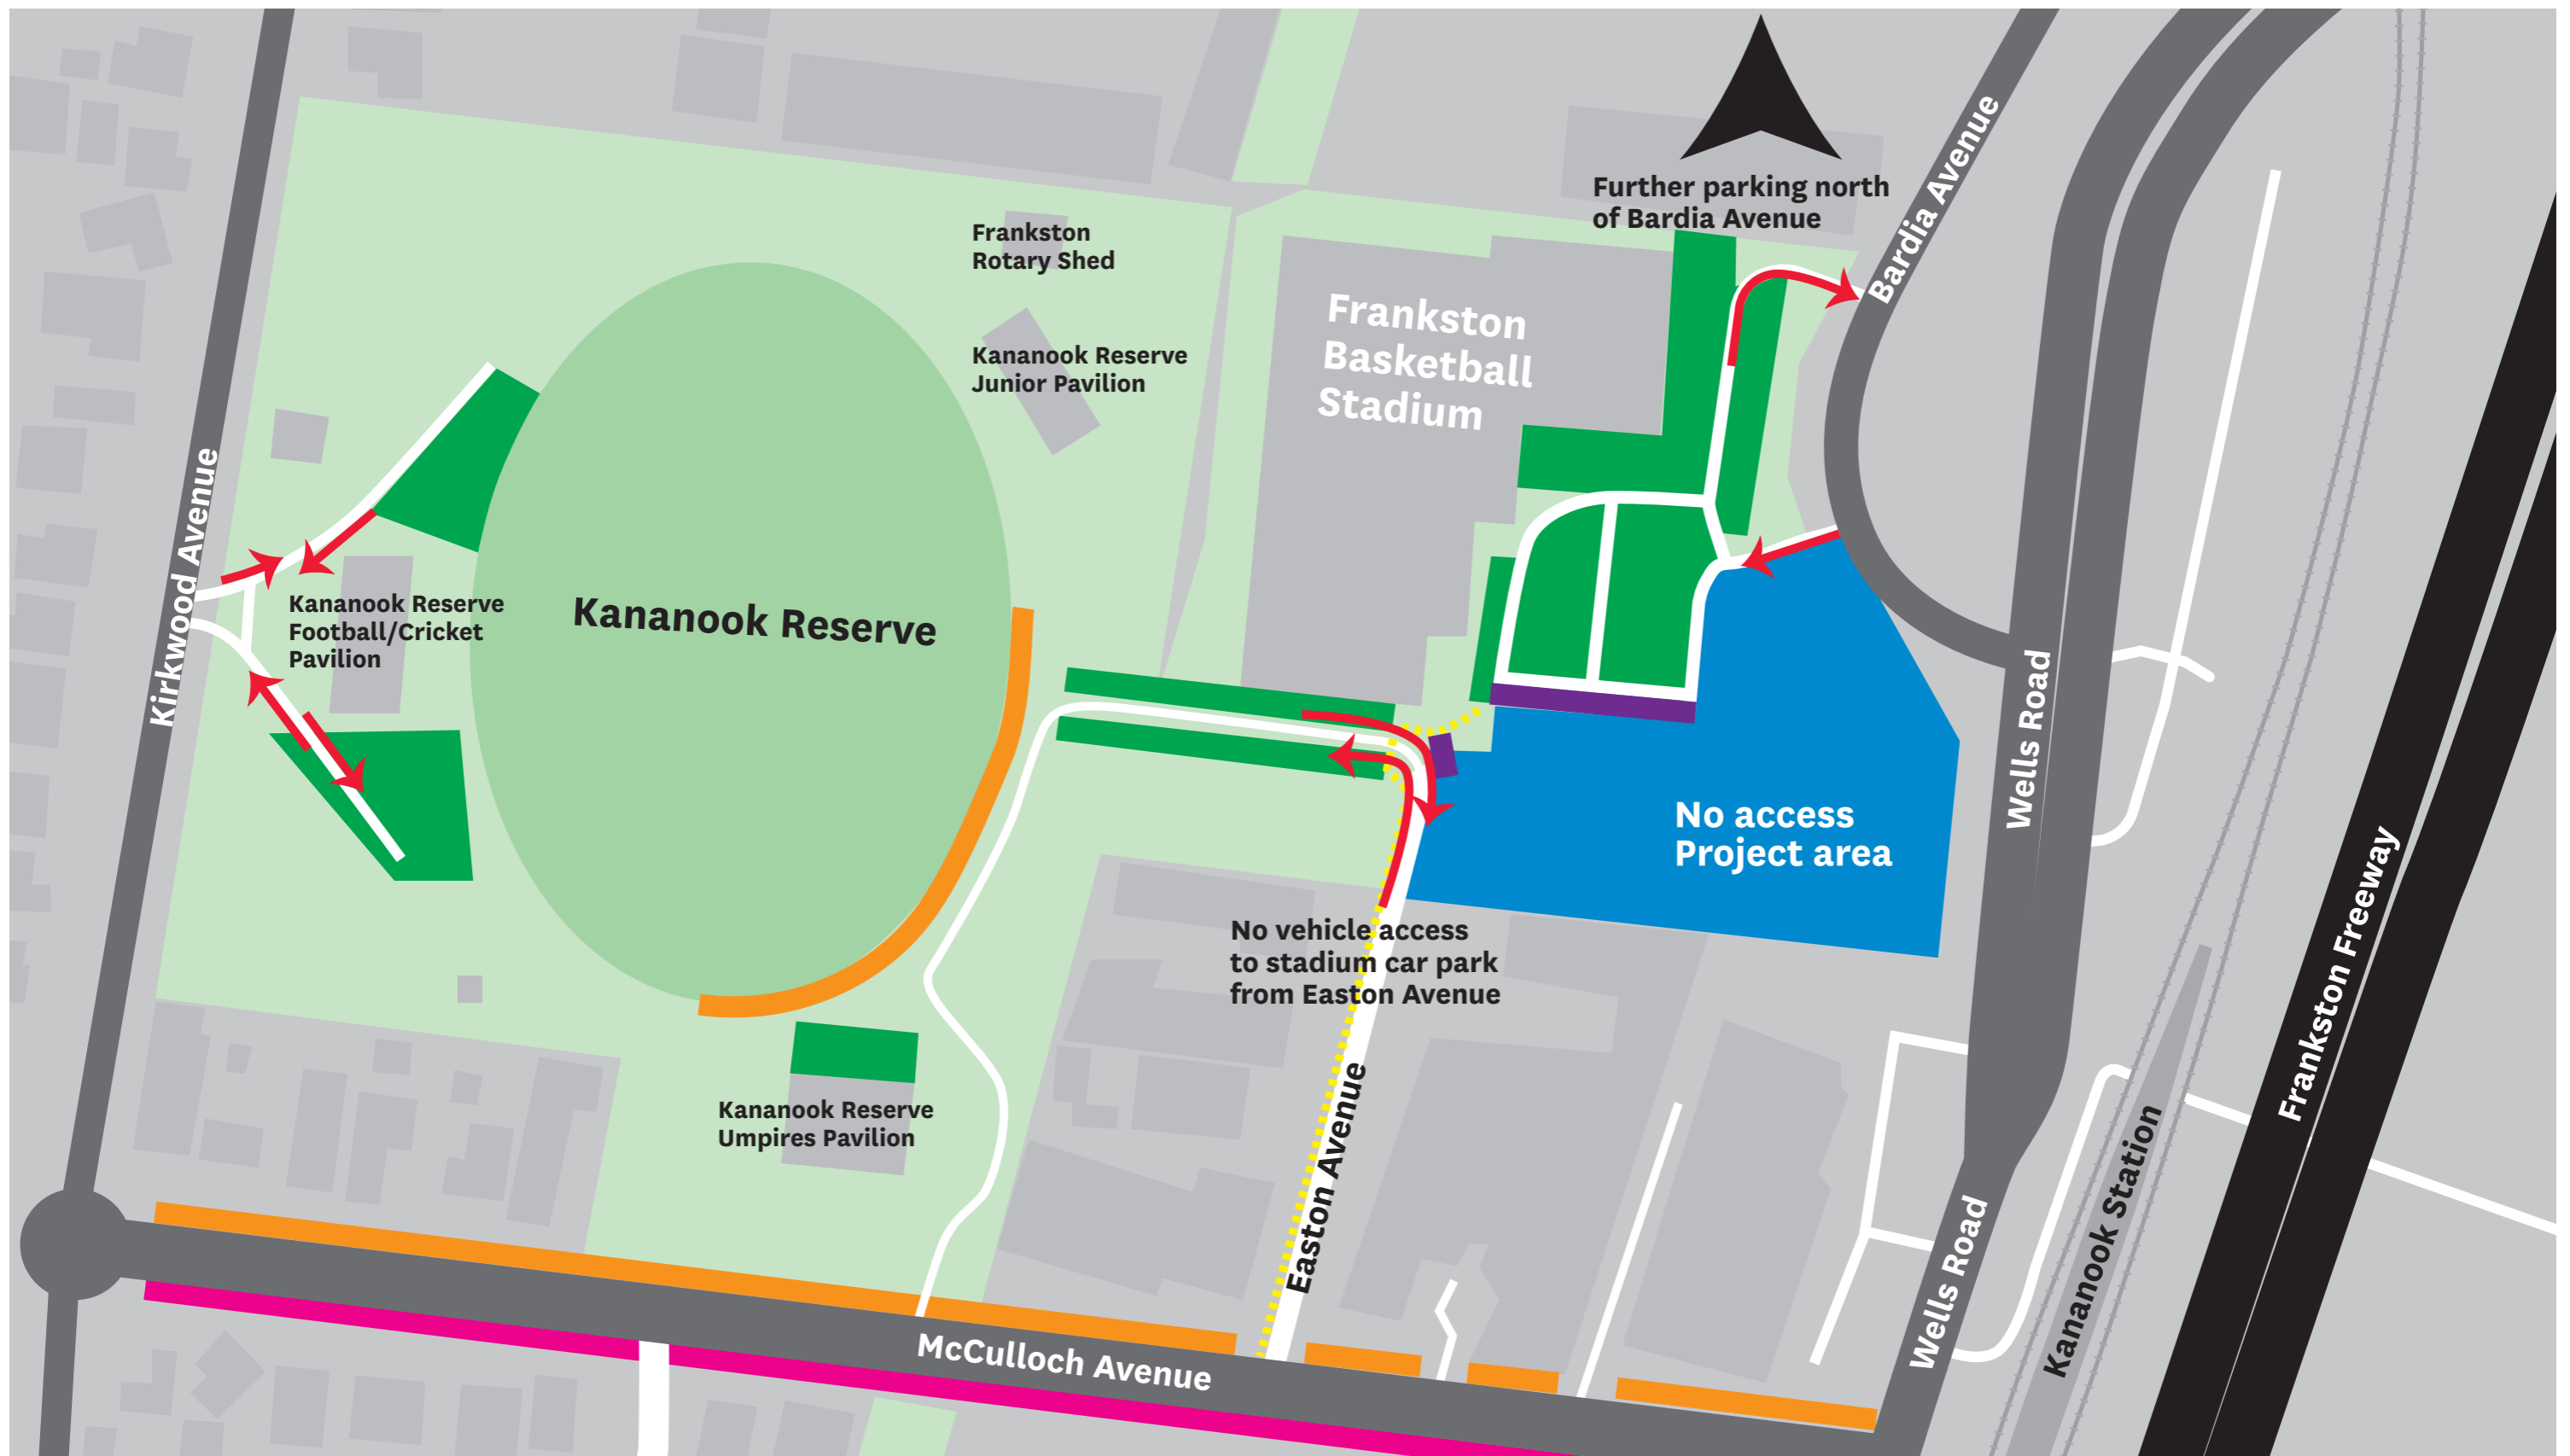 Further parking north
of Bardia Avenue
Bardia Avenue
Frankston
Rotary Shed
Frankston
Basketball
Stadium
Kananook Reserve
Junior Pavilion
Kirkwood Avenue
Kananook Reserve
Football/Cricket
Pavilion
Kananook Reserve
Wells Road
No access
Project area
Frankston Freeway
No vehicle access
to stadium car park
from Easton Avenue
Easton Avenue
Kananook Reserve
Umpires Pavilion
Kananook Station
Wells Road
McCulloch Avenue